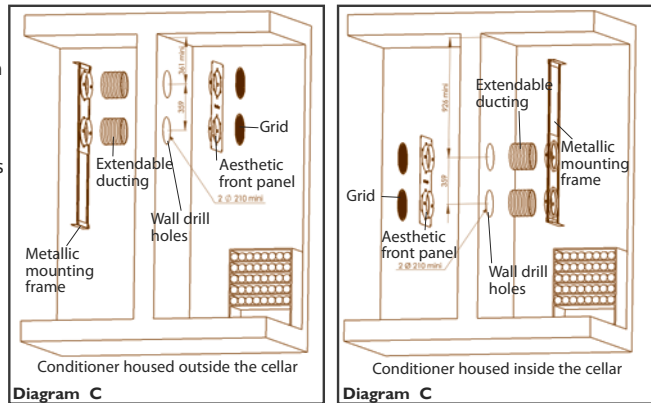 361 mini
359
Grid
Extendable
ducting
Aesthetic
front panel
2 Ø 210 mini
Wall drill
holes
Metallic
mounting
frame
Conditioner housed outside the cellar
Diagram C
926 mini
Extendable
ducting
Metallic
mounting
frame
359
Grid
Aesthetic
front panel
2 Ø 210 mini
Wall drill
holes
Conditioner housed inside the cellar
Diagram C